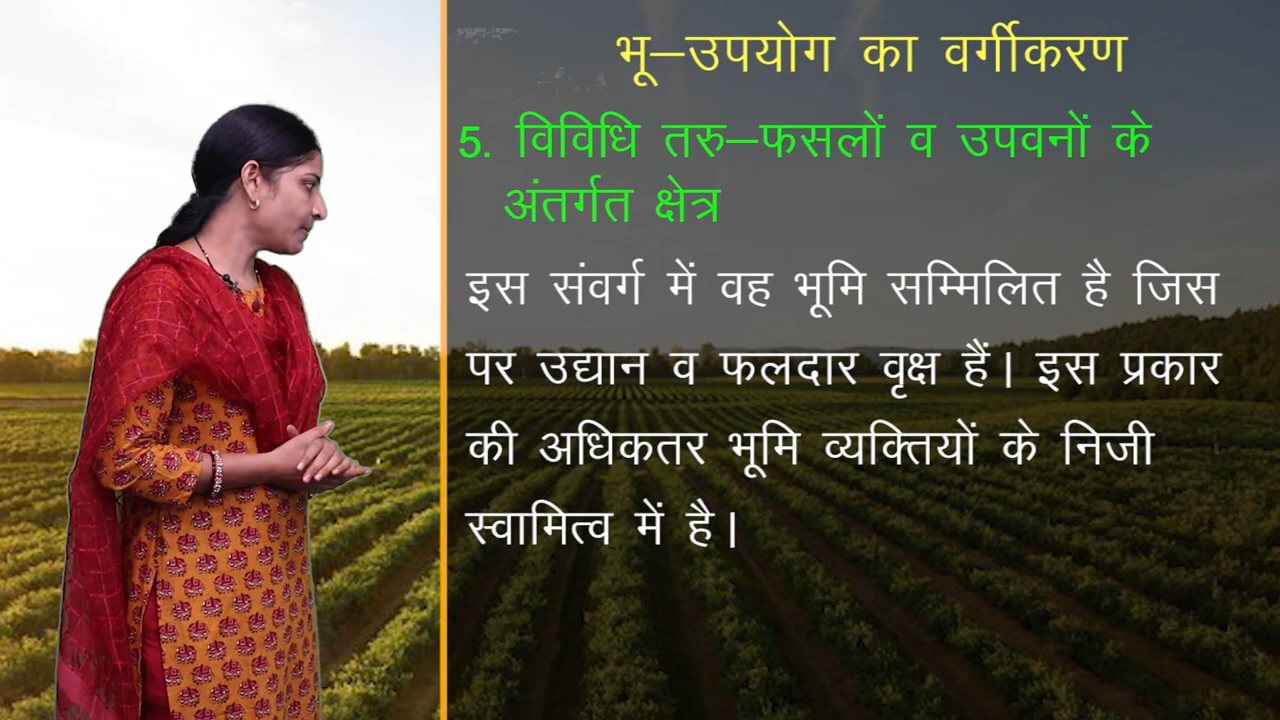 भू–उपयोग का वर्गीकरण
5. विविधि तरु–फसलों व उपवनों के
अंतर्गत क्षेत्र
इस संवर्ग में वह भूमि सम्मिलित है जिस
पर उद्यान व फलदार वृक्ष हैं। इस प्रकार
की अधिकतर भूमि व्यक्तियों के निजी
स्वामित्व में है।